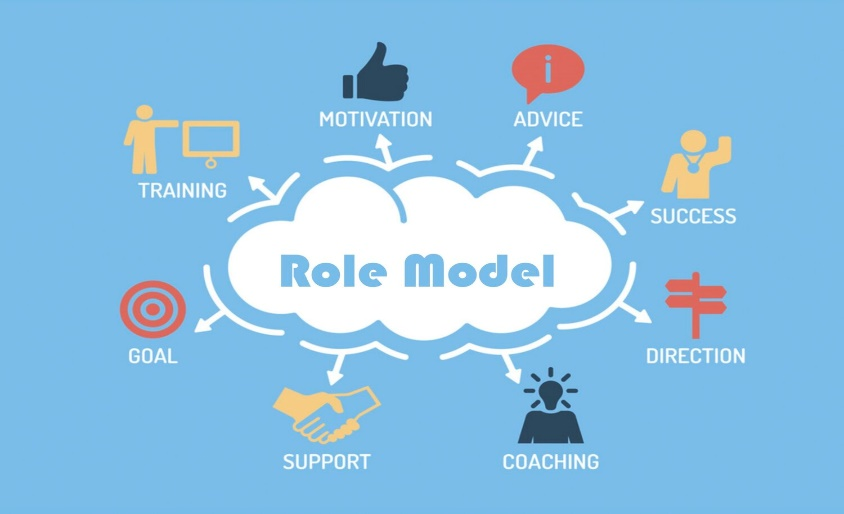 MOTIVATION
ADVICE
TRAINING
SUCCESS
Role Model
GOAL
DIRECTION
SUPPORT
COACHING